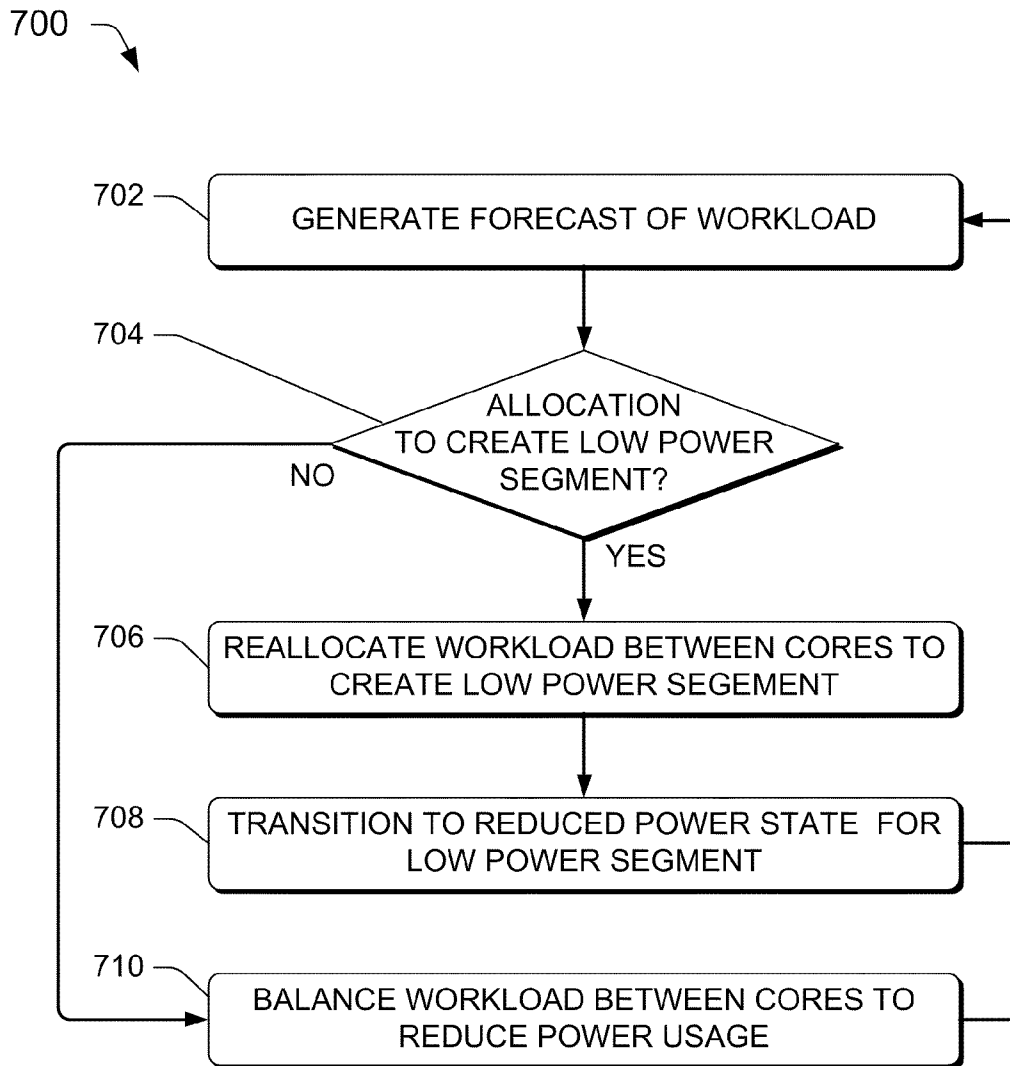 700
702
GENERATE FORECAST OF WORKLOAD
704
ALLOCATION
TO CREATE LOW POWER
SEGMENT?
NO
YES
706
REALLOCATE WORKLOAD BETWEEN CORES TO
CREATE LOW POWER SEGEMENT
708
TRANSITION TO REDUCED POWER STATE FOR
LOW POWER SEGMENT
710
BALANCE WORKLOAD BETWEEN CORES TO
REDUCE POWER USAGE